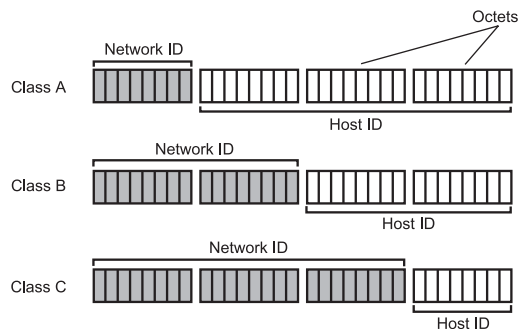 Octets
Network ID
Class A
Host ID
Network ID
Class B
Host ID
Network ID
Class C
Host ID